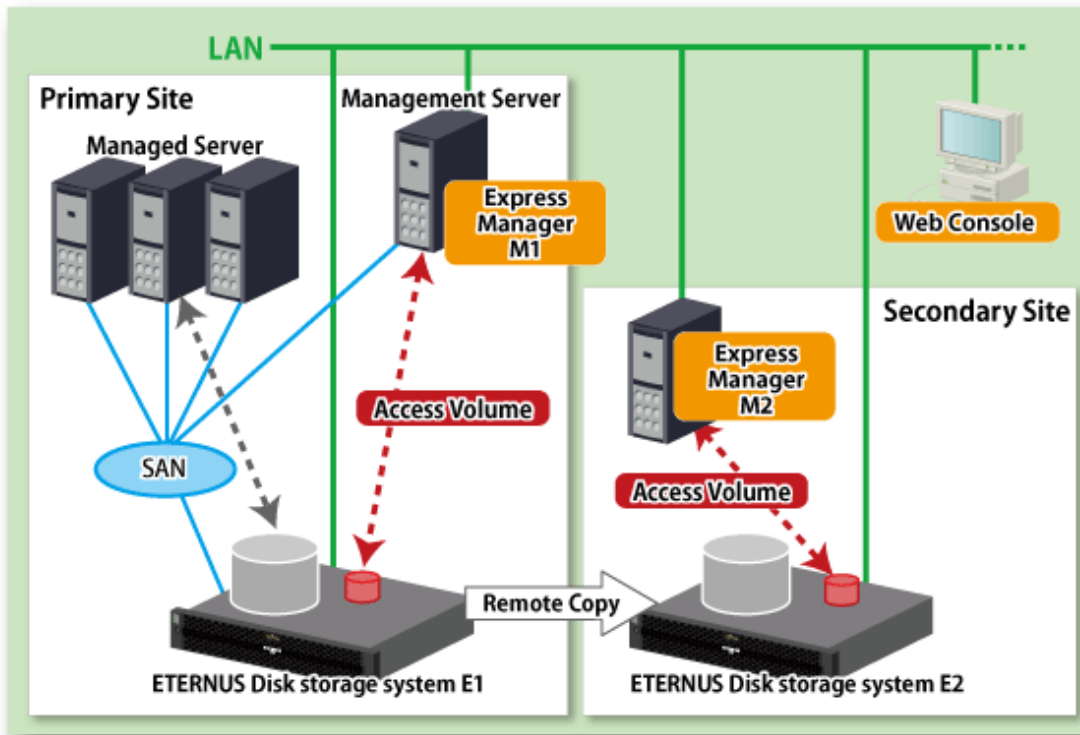 LAN
Primary Site
Management Server
Managed Server
Express
Manager
M1
Web Console
Secondary Site
Express
Manager
M2
Access Volume
SAN
Access Volume
Remote Copy
ETERNUS Disk storage system E1
ETERNUS Disk storage system E2